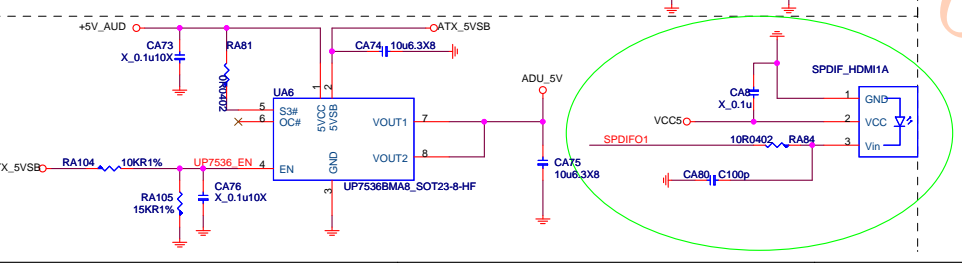 +5V_AUD
ATX_5VSB
CA73
X_0.1u10X
RA81
0R0402
CA74 10u6.3X8
UA6
1
2
5 S3#
6 OC#
5VCC
5VSB
VOUT1 7
VOUT2 8
4 EN
GND
3
UP7536BMA8_SOT23-8-HF
TX_5VSB
RA104 10KR1%
UP7536_EN
RA105
15KR1%
CA76
X_0.1u10X
ADU_5V
CA75
10u6.3X8
SPDIF_HDMI1A
CA8
X_0.1u
1 GND
VCC5
2 VCC
SPDIFO1
10R0402 RA84
3 Vin
CA80 C100p